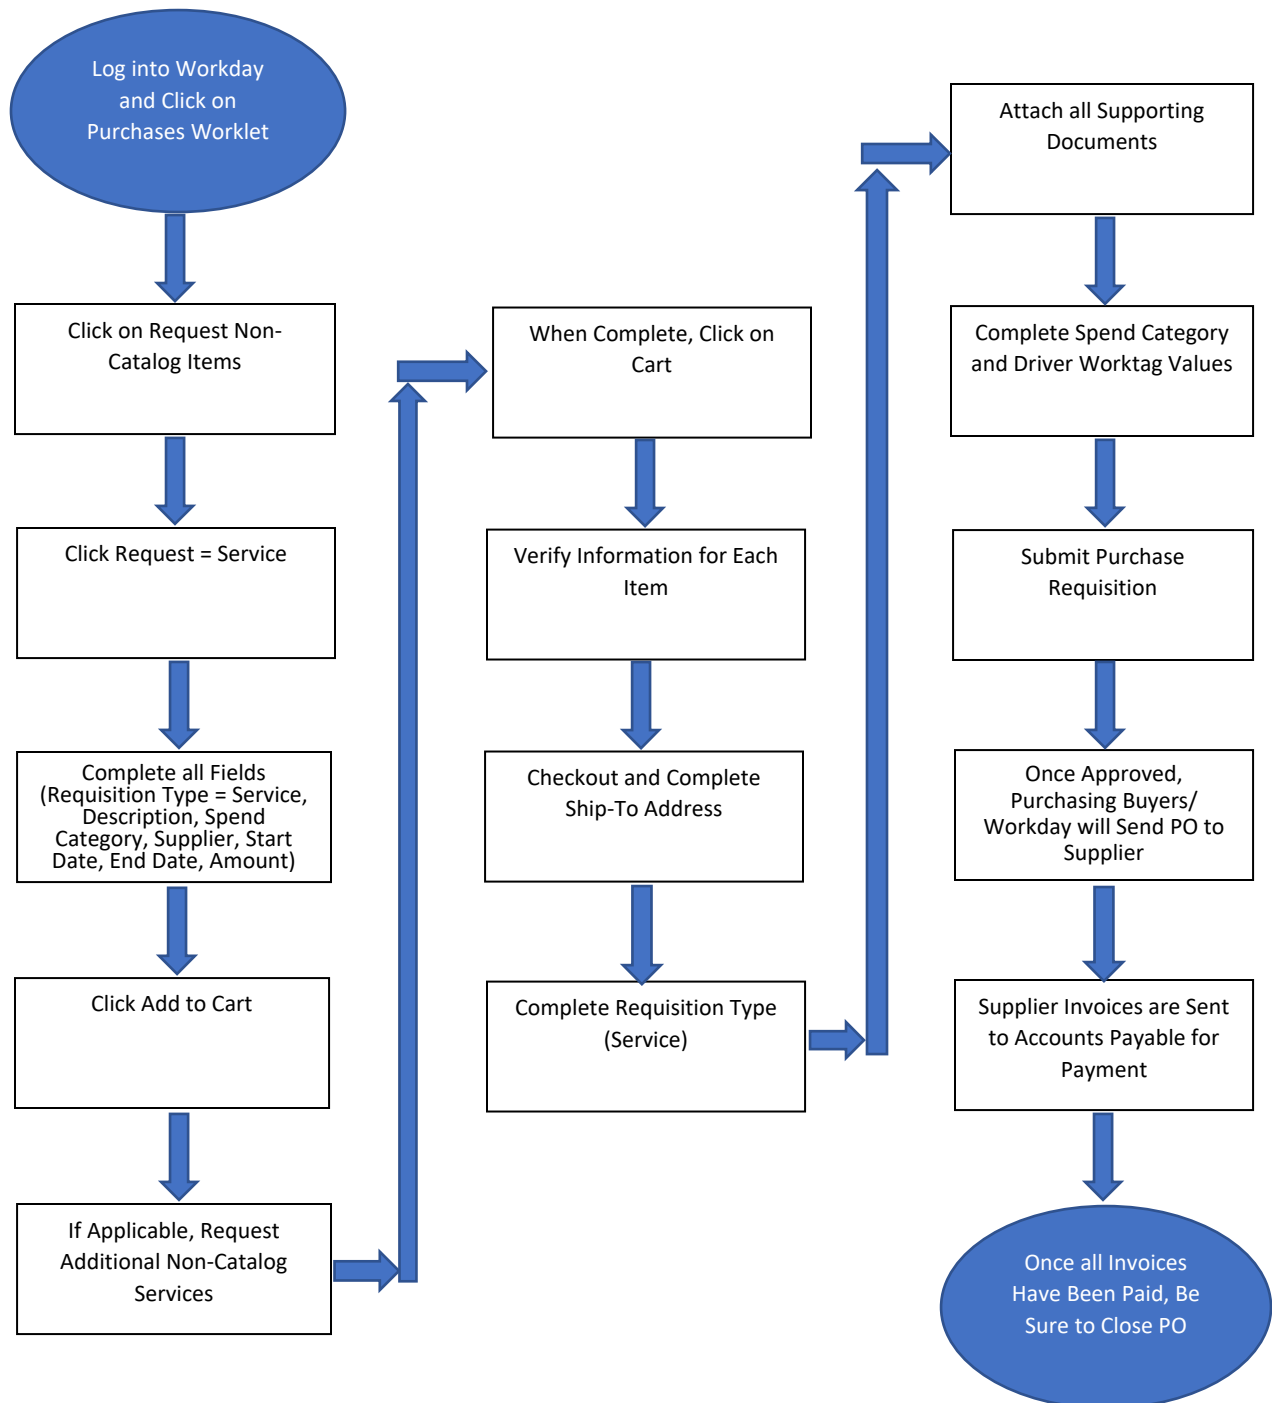 Log into Workday
and Click on
Purchases Worklet
Click on Request Non-
Catalog Items
Click Request = Service
Complete all Fields
(Requisition Type = Service,
Description, Spend
Category, Supplier, Start
Date, End Date, Amount)
Click Add to Cart
If Applicable, Request
Additional Non-Catalog
Services
When Complete, Click on
Cart
Verify Information for Each
Item
Checkout and Complete
Ship-To Address
Complete Requisition Type
(Service)
Attach all Supporting
Documents
Complete Spend Category
and Driver Worktag Values
Submit Purchase
Requisition
Once Approved,
Purchasing Buyers/
Workday will Send PO to
Supplier
Supplier Invoices are Sent
to Accounts Payable for
Payment
Once all Invoices
Have Been Paid, Be
Sure to Close PO